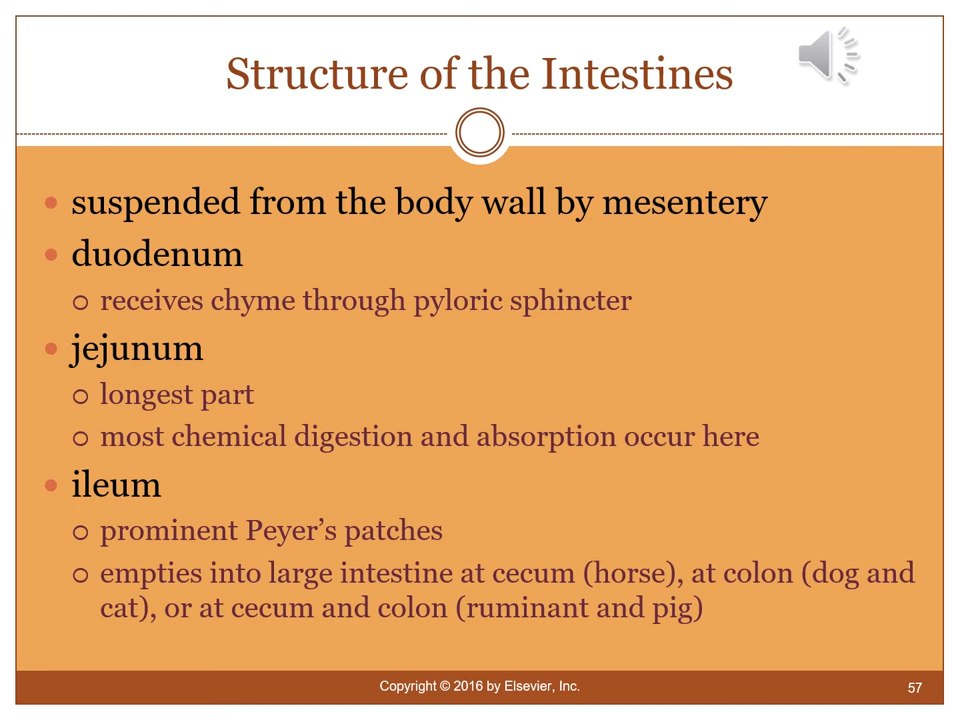 Structure of the Intestines
suspended from the body wall by mesentery
duodenum
receives chyme through pyloric sphincter
jejunum
longest part
most chemical digestion and absorption occur here
ileum
prominent Peyer’s patches
empties into large intestine at cecum (horse), at colon (dog and
cat), or at cecum and colon (ruminant and pig)
Copyright © 2016 by Elsevier, Inc.
57